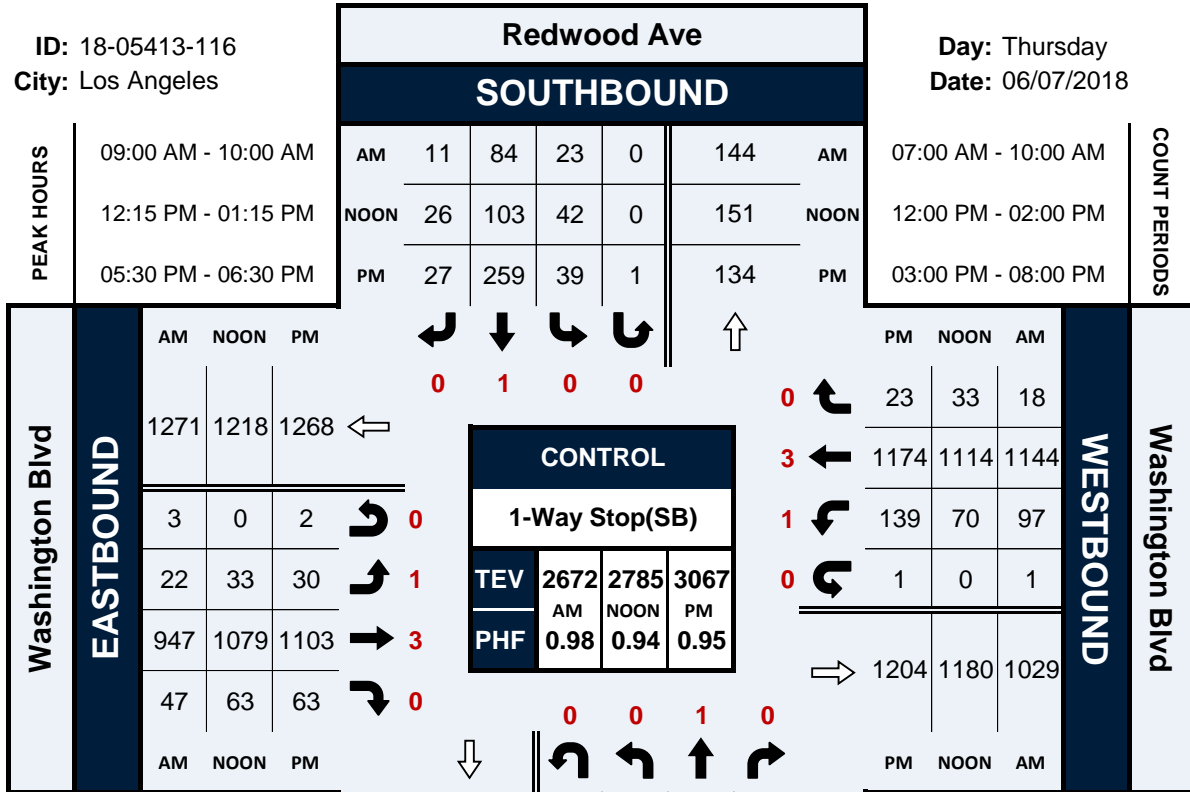 ID: 18-05413-116
City: Los Angeles
Redwood Ave
SOUTHBOUND
Day: Thursday
Date: 06/07/2018
PEAK HOURS
09:00 AM - 10:00 AM
12:15 PM - 01:15 PM
05:30 PM - 06:30 PM
AM 11 84 23 0 144 AM
NOON 26 103 42 0 151 NOON
PM 27 259 39 1 134 PM
07:00 AM - 10:00 AM
12:00 PM - 02:00 PM
03:00 PM - 08:00 PM
COUNT PERIODS
0 1 0 0
Washington Blvd
EASTBOUND
AM NOON PM
1271 1218 1268
3 0 2 0
22 33 30 1
947 1079 1103 3
47 63 63 0
AM NOON PM
CONTROL
1-Way Stop(SB)
TEV 2672 2785 3067
AM NOON PM
PHF 0.98 0.94 0.95
PM NOON AM
0 23 33 18
3 1174 1114 1144
1 139 70 97
0 1 0 1
1204 1180 1029
PM NOON AM
WESTBOUND
Washington Blvd
0 0 1 0